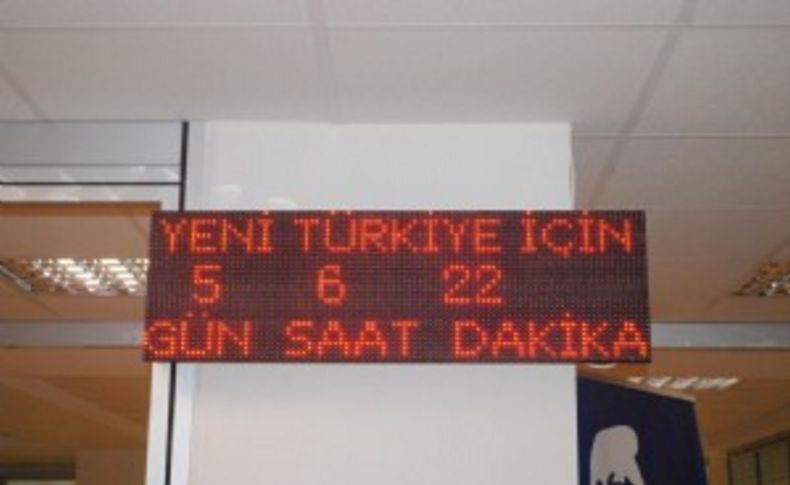 YENİ TÜRKİYE İÇİN
5 6 22
GÜN SAAT DAKİKA